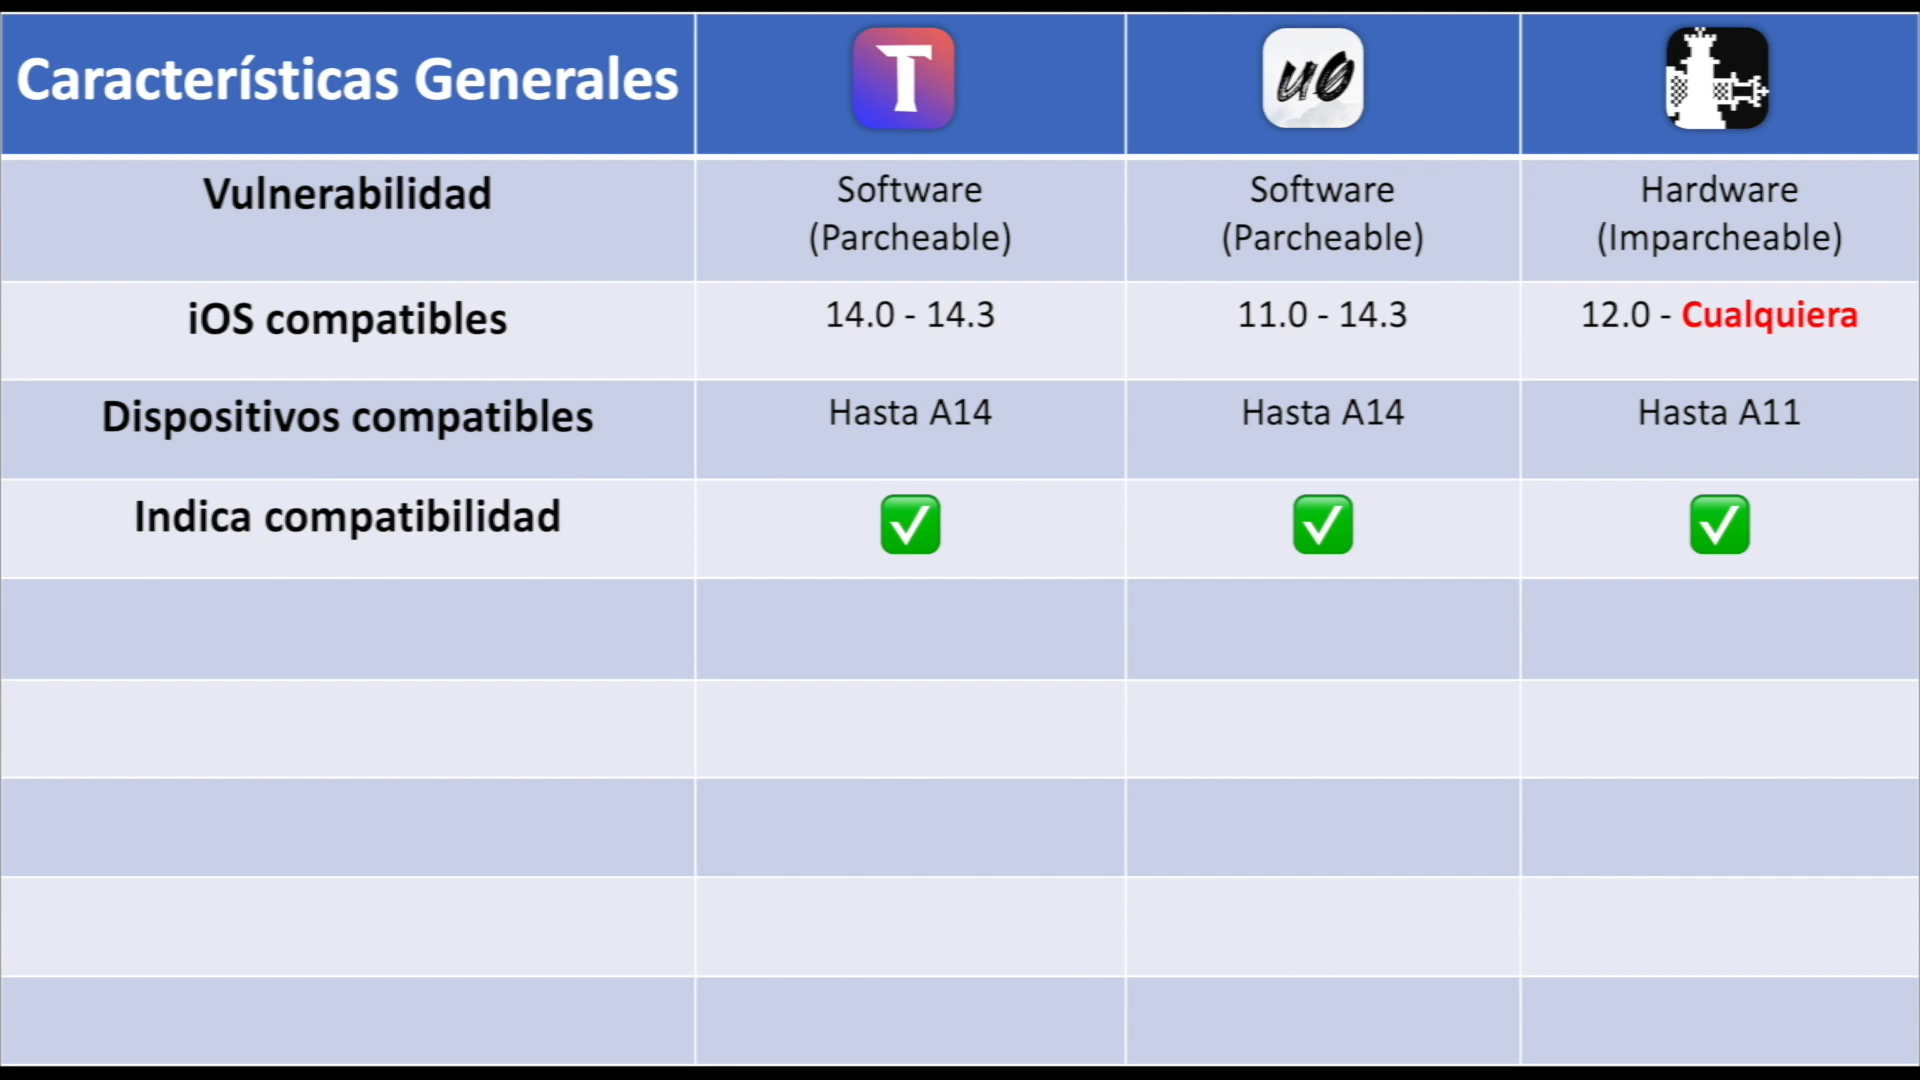 Características Generales
T
u0
Vulnerabilidad
Software
(Parcheable)
Software
(Parcheable)
Hardware
(Imparcheable)
iOS compatibles
14.0 - 14.3
11.0 - 14.3
12.0 - Cualquiera
Dispositivos compatibles
Hasta A14
Hasta A14
Hasta A11
Indica compatibilidad